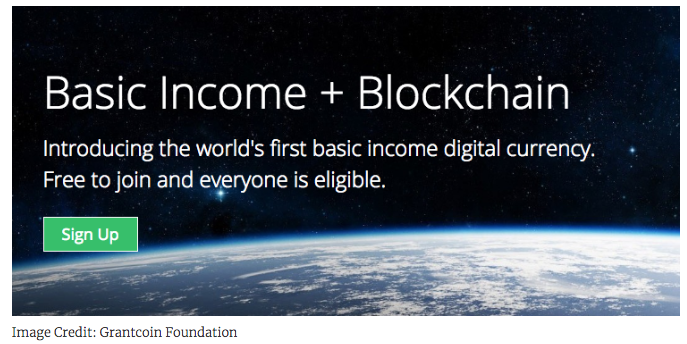 Basic Income + Blockchain
Introducing the world's first basic income digital currency.
Free to join and everyone is eligible.
Sign Up
Image Credit: Grantcoin Foundation